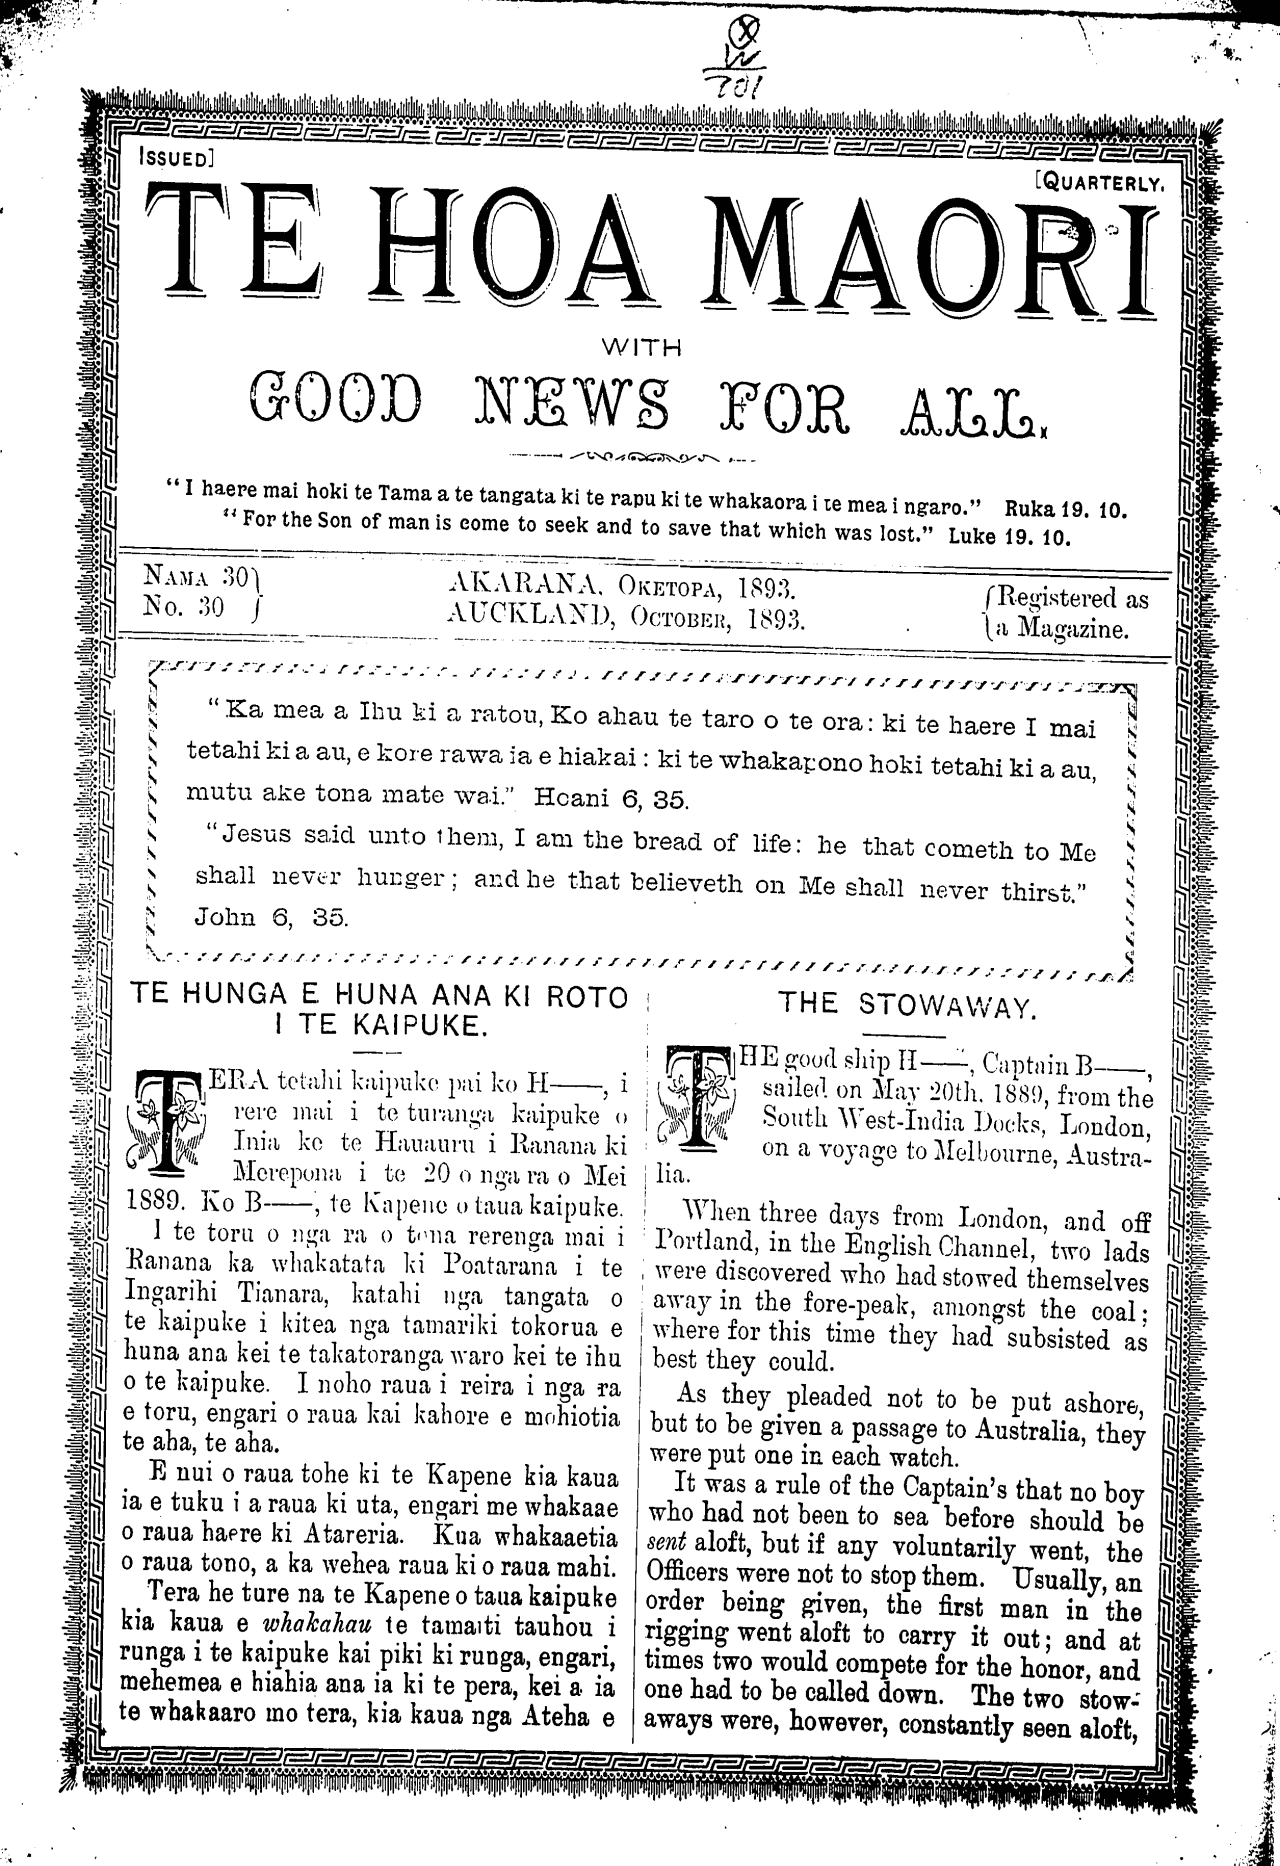 701
ISSUED]
[QUARTERLY.
TE HOA MAORI
WITH
GOOD NEWS FOR ALL.
"I haere mai hoki te Tama a te tangata ki te rapu ki te whakaora i te mea i ngaro." Ruka 19. 10.
"For the Son of man is come to seek and to save that which was lost." Luke 19. 10.
NAMA 30
No. 30
AKARANA. OKETOPA, 1893.
AUCKLAND, OCTOBER, 1893.
Registered as
a Magazine.
"Ka mea a Ihu ki a ratou, Ko ahau te taro o te ora: ki te haere I mai
tetahi ki a au, e kore rawa ia e hiakai: ki te whakapono hoki tetahi ki a au,
mutu ake tona mate wai." Hoani 6, 35.
"Jesus said unto them, I am the bread of life: he that cometh to Me
shall never hunger; and he that believeth on Me shall never thirst."
John 6, 35.
TE HUNGA E HUNA ANA KI ROTO
I TE KAIPUKE.
TERA tetahi kaipuke pai ko H——, i
rere mai i te turanga kaipuke o
Inia ke te Hauauru i Ranana ki
Merepona i te 20 o nga ra o Mei
1889. Ko B——, te Kapene o taua kaipuke.
I te toru o nga ra o tena rerenga mai i
Ranana ka whakatata ki Poatarana i te
Ingarihi Tianara, katahi nga tangata o
te kaipuke i kitea nga tamariki tokorua e
huna ana kei te takatoranga waro kei te ihu
o te kaipuke. I noho raua i reira i nga ra
e toru, engari o raua kai kahore e mohiotia
te aha, te aha.
E nui o raua tohe ki te Kapene kia kaua
ia e tuku i a raua ki uta, engari me whakaae
o raua haere ki Atareria. Kua whakaaetia
o raua tono, a ka wehea raua ki o raua mahi.
Tera he ture na te Kapene o taua kaipuke
kia kaua e whakahau te tamaiti tauhou i
runga i te kaipuke kai piki ki runga, engari,
mehemea e hiahia ana ia ki te pera, kei a ia
te whakaaro mo tera, kia kaua nga Ateha e
THE STOWAWAY.
THE good ship H——, Captain B——,
sailed on May 20th. 1889, from the
South West-India Docks, London,
on a voyage to Melbourne, Austra-
lia.
When three days from London, and off
Portland, in the English Channel, two lads
were discovered who had stowed themselves
away in the fore-peak, amongst the coal;
where for this time they had subsisted as
best they could.
As they pleaded not to be put ashore,
but to be given a passage to Australia, they
were put one in each watch.
It was a rule of the Captain's that no boy
who had not been to sea before should be
sent aloft, but if any voluntarily went, the
Officers were not to stop them. Usually, an
order being given, the first man in the
rigging went aloft to carry it out; and at
times two would compete for the honor, and
one had to be called down. The two stow-
aways were, however, constantly seen aloft,